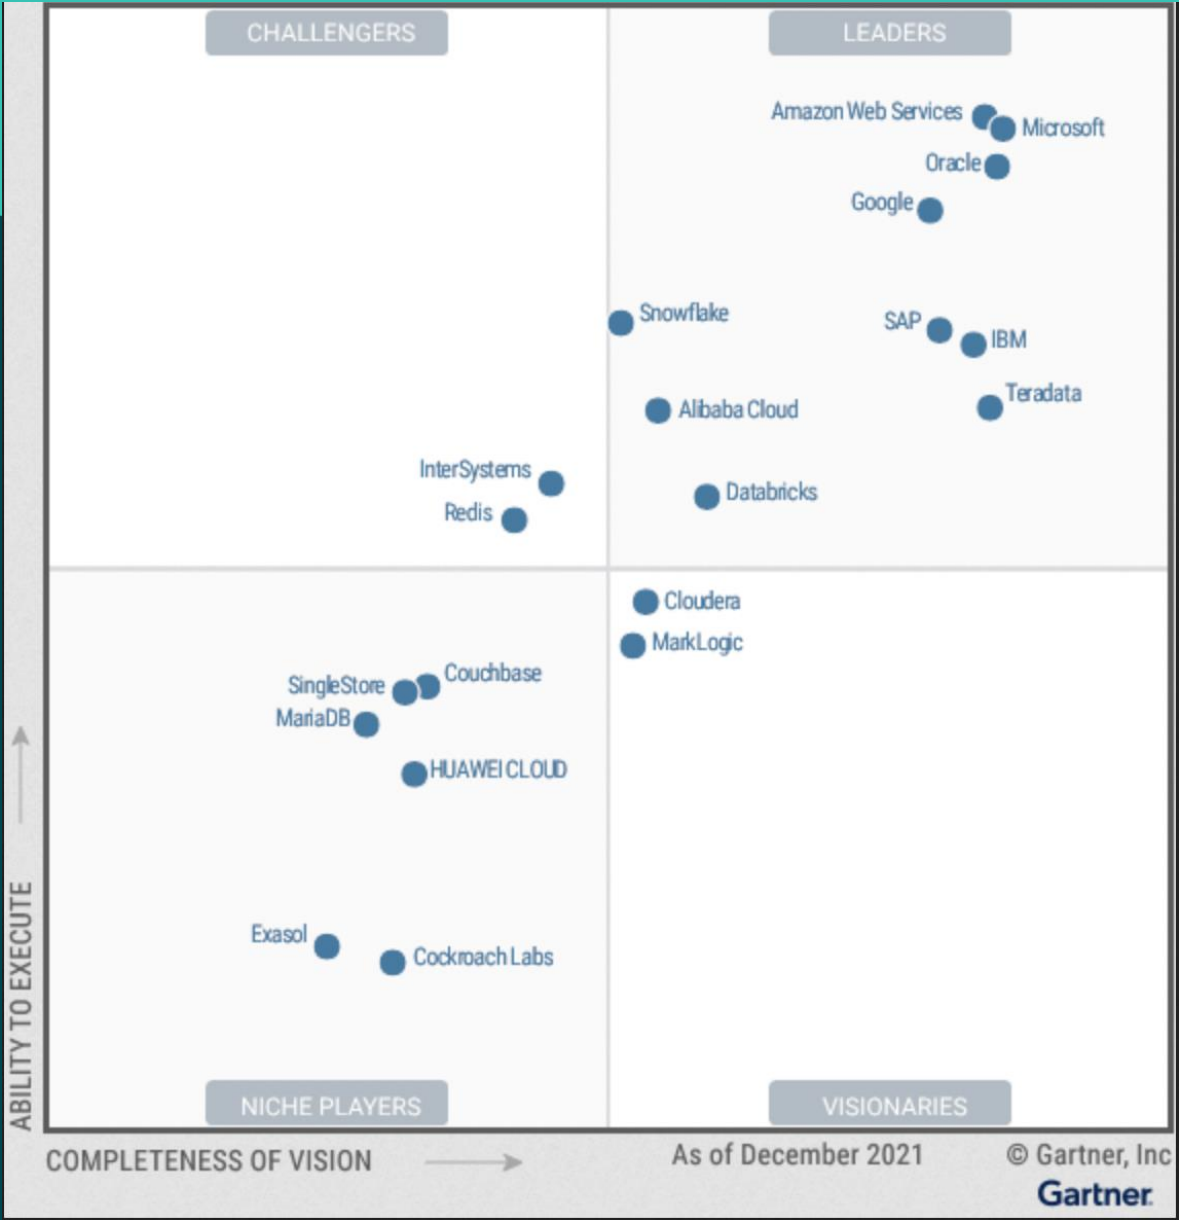 CHALLENGERS
LEADERS
Amazon Web Services
Microsoft
Oracle
Google
Snowflake
SAP
IBM
Teradata
Alibaba Cloud
InterSystems
Databricks
Redis
Cloudera
MarkLogic
Couchbase
SingleStore
MariaDB
HUAWEI CLOUD
Exasol
Cockroach Labs
NICHE PLAYERS
VISIONARIES
ABILITY TO EXECUTE
COMPLETENESS OF VISION
As of December 2021
© Gartner, Inc
Gartner